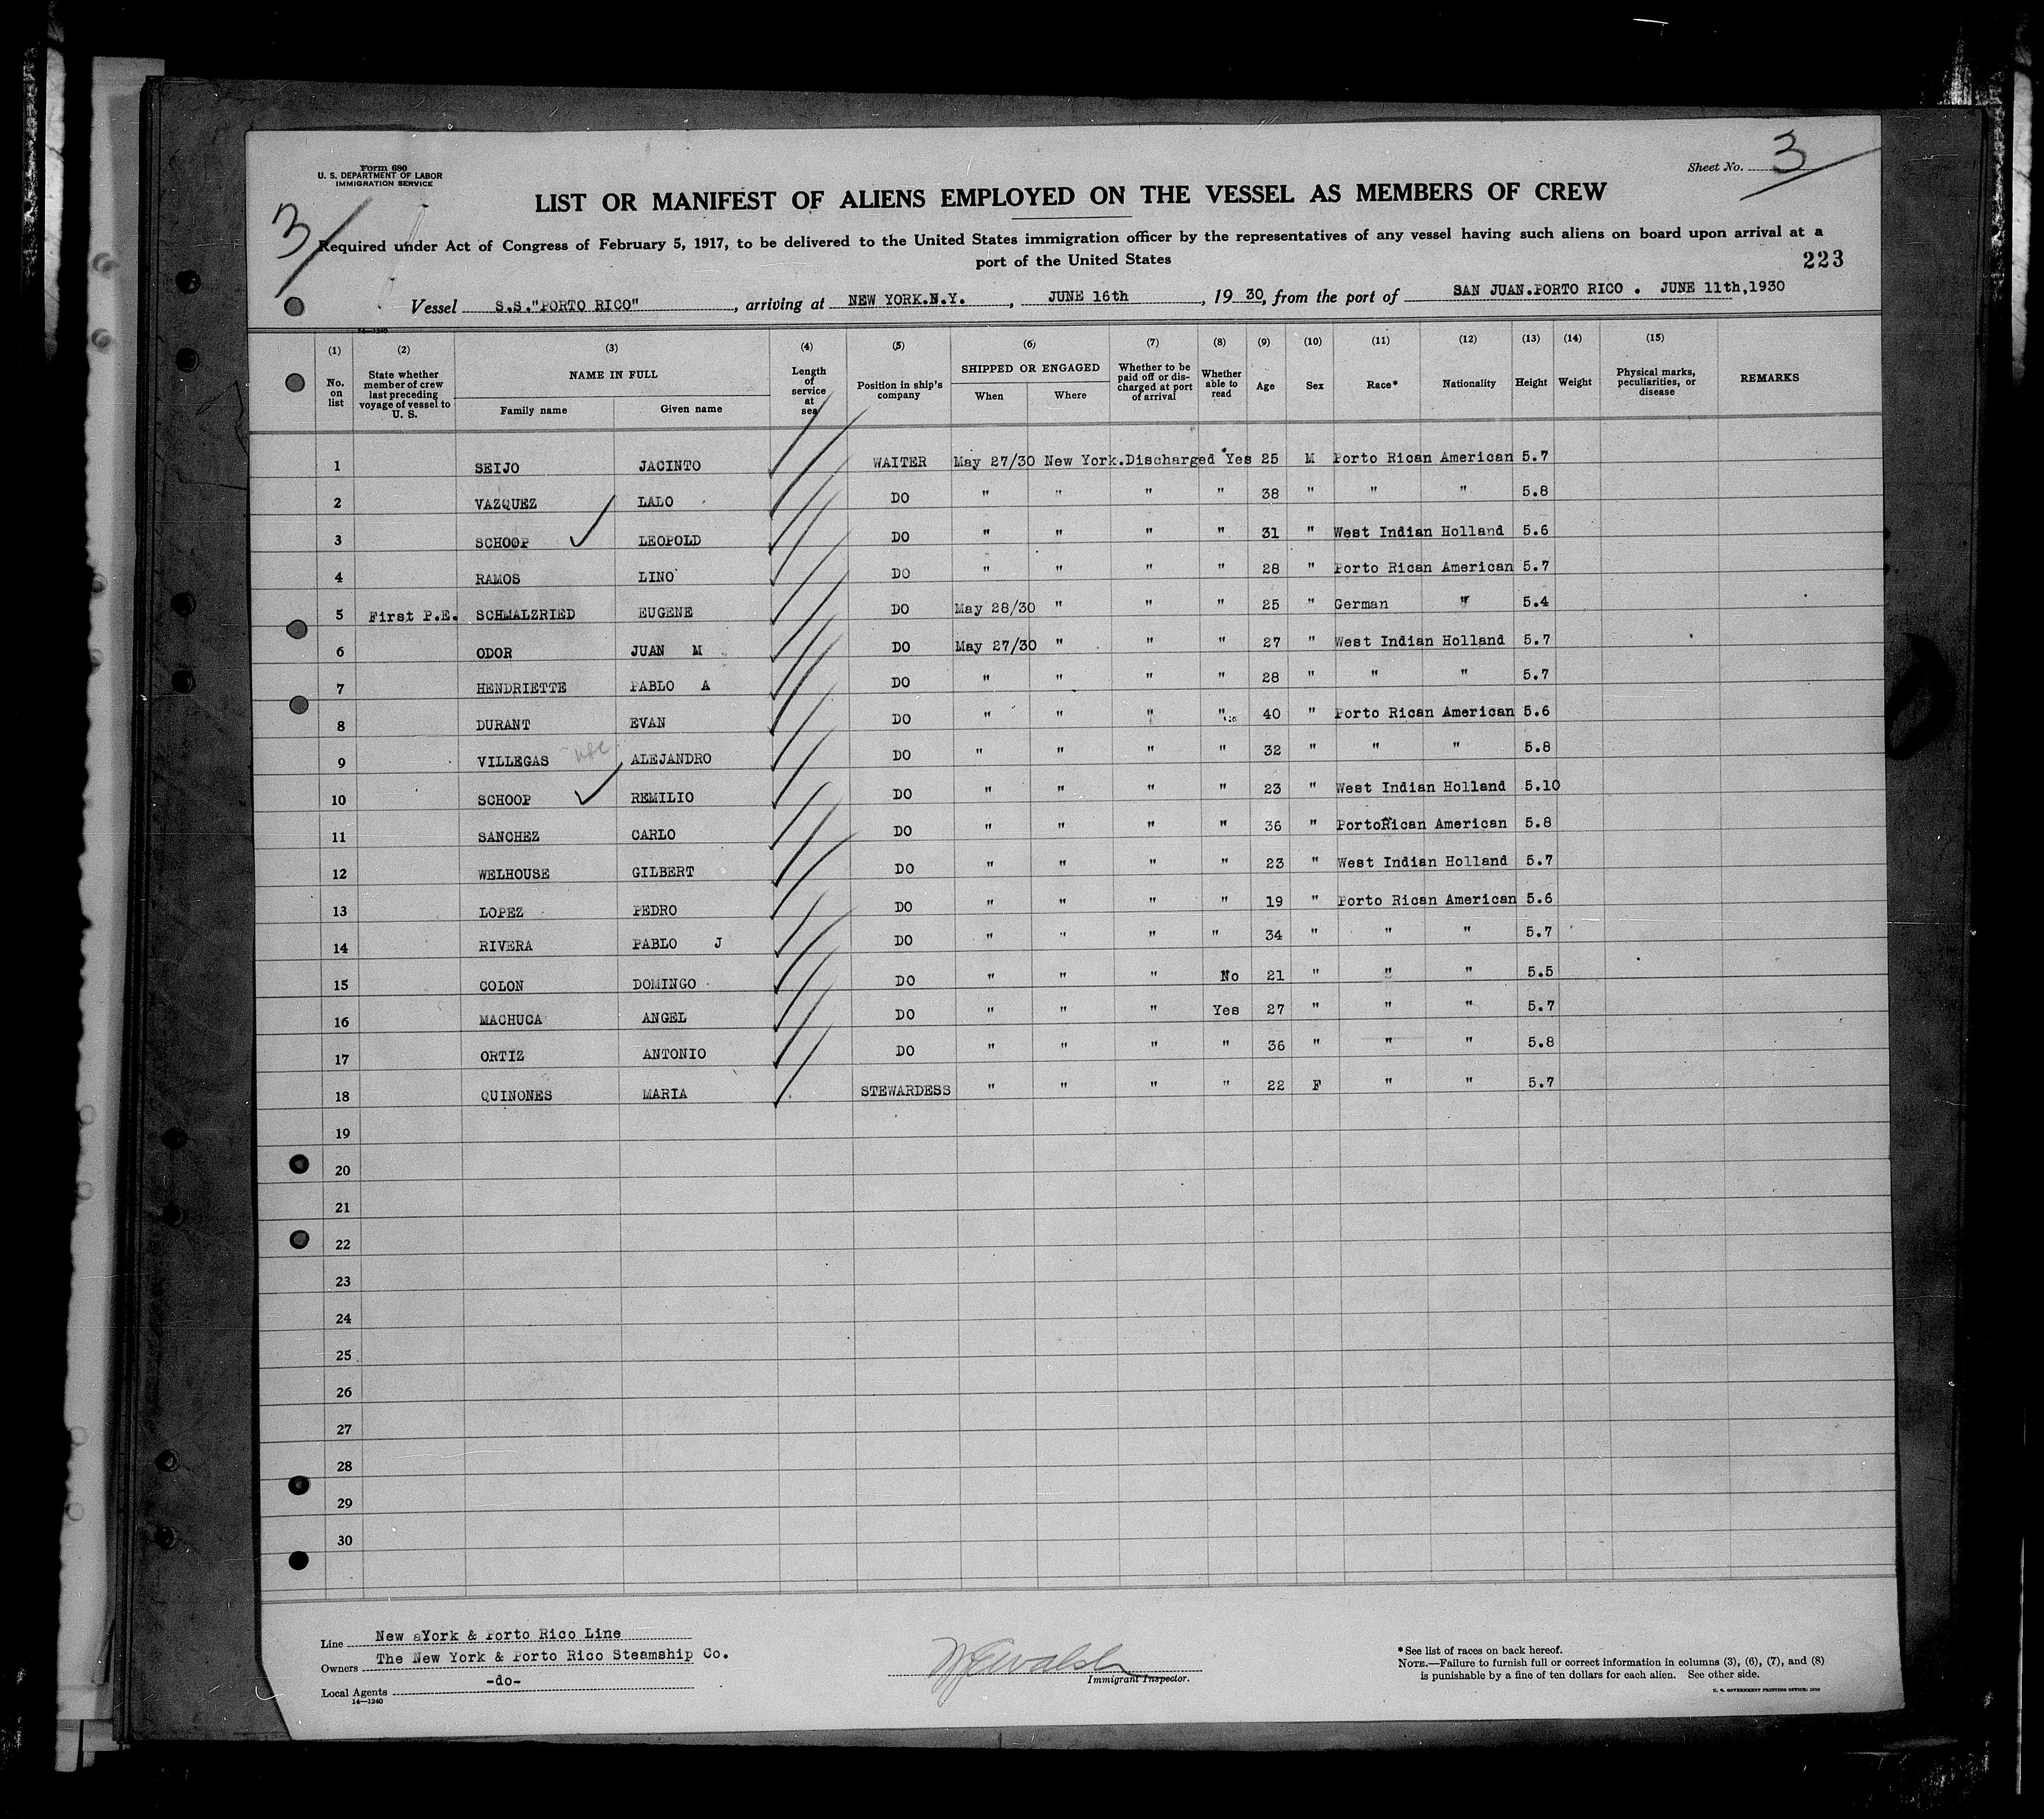 Form 680
U. S. DEPARTMENT OF LABOR
IMMIGRATION SERVICE
Sheet No. 3
3
LIST OR MANIFEST OF ALIENS EMPLOYED ON THE VESSEL AS MEMBERS OF CREW
Required under Act of Congress of February 5, 1917, to be delivered to the United States immigration officer by the representatives of any vessel having such aliens on board upon arrival at a
port of the United States
223
Vessel S.S."PORTO RICO", arriving at NEW YORK.N.Y., JUNE 16th, 19 30, from the port of SAN JUAN.PORTO RICO . JUNE 11th,1930
14—1240
(1) (2) (3) (4) (5) (6) (7) (8) (9) (10) (11) (12) (13) (14) (15)
No. on list State whether member of crew last preceding voyage of vessel to U. S. NAME IN FULL Family name Given name Length of service at sea Position in ship's company SHIPPED OR ENGAGED When Where Whether to be paid off or discharged at port of arrival Whether able to read Age Sex Race* Nationality Height Weight Physical marks, peculiarities, or disease REMARKS
1 SEIJO JACINTO WAITER May 27/30 New York. Discharged Yes 25 M Porto Rican American 5.7
2 VAZQUEZ LALO DO " " " " 38 " " " 5.8
3 SCHOOP LEOPOLD DO " " " " 31 " West Indian Holland 5.6
4 RAMOS LINO DO " " " " 28 " Porto Rican American 5.7
5 First P.E. SCHMALZRIED EUGENE DO May 28/30 " " " 25 " German " 5.4
6 ODOR JUAN M DO May 27/30 " " " 27 " West Indian Holland 5.7
7 HENDRIETTE PABLO A DO " " " " 28 " " " 5.7
8 DURANT EVAN DO " " " " 40 " Porto Rican American 5.6
9 VILLEGAS ALEJANDRO DO " " " " 32 " " " 5.8
10 SCHOOP REMILIO DO " " " " 23 " West Indian Holland 5.10
11 SANCHEZ CARLO DO " " " " 36 " PortoRican American 5.8
12 WELHOUSE GILBERT DO " " " " 23 " West Indian Holland 5.7
13 LOPEZ PEDRO DO " " " " 19 " Porto Rican American 5.6
14 RIVERA PABLO J DO " " " " 34 " " " 5.7
15 COLON DOMINGO DO " " " No 21 " " " 5.5
16 MACHUCA ANGEL DO " " " Yes 27 " " " 5.7
17 ORTIZ ANTONIO DO " " " " 36 " " " 5.8
18 QUINONES MARIA STEWARDESS " " " " 22 F " " 5.7
19
20
21
22
23
24
25
26
27
28
29
30
Line New aYork & Porto Rico Line
Owners The New York & Porto Rico Steamship Co.
Local Agents -do-
14—1240
Immigrant Inspector.
* See list of races on back hereof.
NOTE.—Failure to furnish full or correct information in columns (3), (6), (7), and (8)
is punishable by a fine of ten dollars for each alien. See other side.